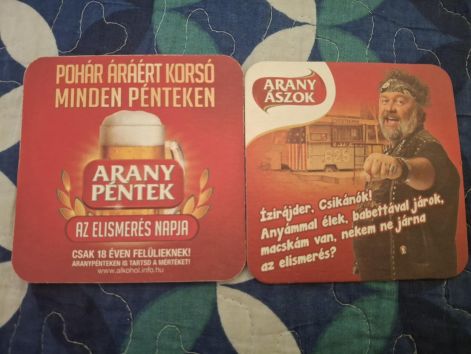 POHÁR ÁRÁÉRT KORSÓ
MINDEN PÉNTEKEN
ARANY
PÉNTEK
AZ ELISMERÉS NAPJA
CSAK 18 ÉVEN FELÜLIEKNEK!
ARANYPÉNTEKEN IS TARTSD A MÉRTÉKET!
www.alkohol.info.hu
ARANY
ÁSZOK
Ízirájder, Csikánók!
Anyámmal élek, babettával járok,
macskám van, nekem ne járna
az elismerés?